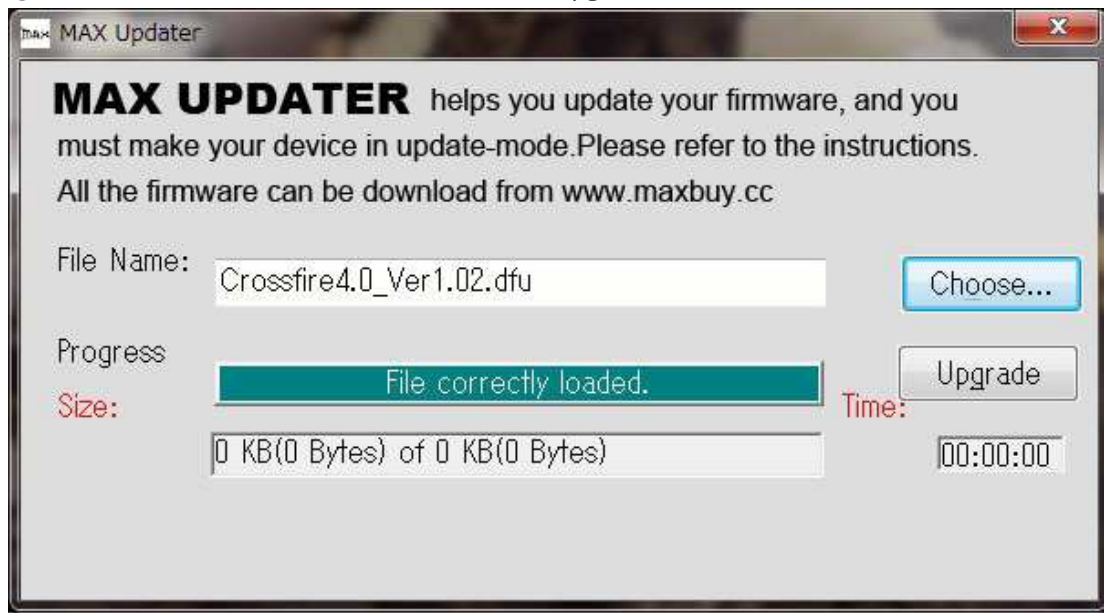 max MAX Updater
MAX UPDATER helps you update your firmware, and you
must make your device in update-mode.Please refer to the instructions.
All the firmware can be download from www.maxbuy.cc
File Name:
Crossfire4.0_Ver1.02.dfu
Choose...
Progress
File correctly loaded.
Upgrade
Size:
Time:
0 KB(0 Bytes) of 0 KB(0 Bytes)
00:00:00